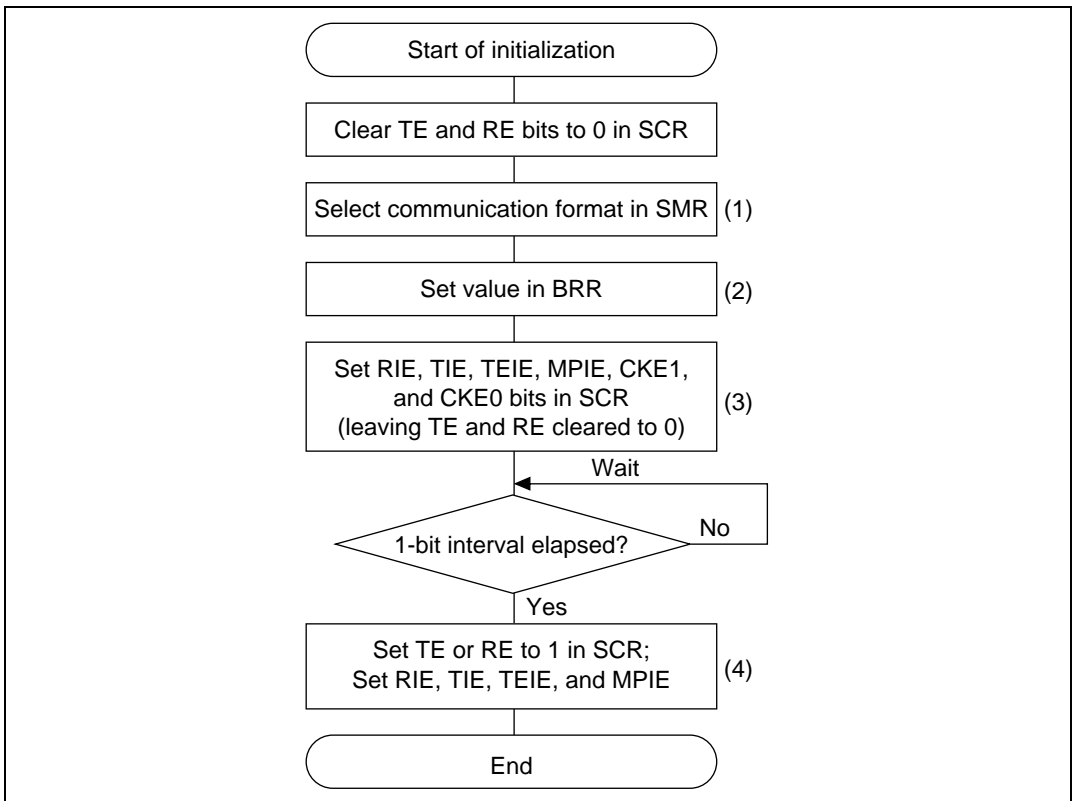 Start of initialization
Clear TE and RE bits to 0 in SCR
Select communication format in SMR
(1)
Set value in BRR
(2)
Set RIE, TIE, TEIE, MPIE, CKE1,
and CKE0 bits in SCR
(leaving TE and RE cleared to 0)
(3)
Wait
1-bit interval elapsed?
No
Yes
Set TE or RE to 1 in SCR;
Set RIE, TIE, TEIE, and MPIE
(4)
End